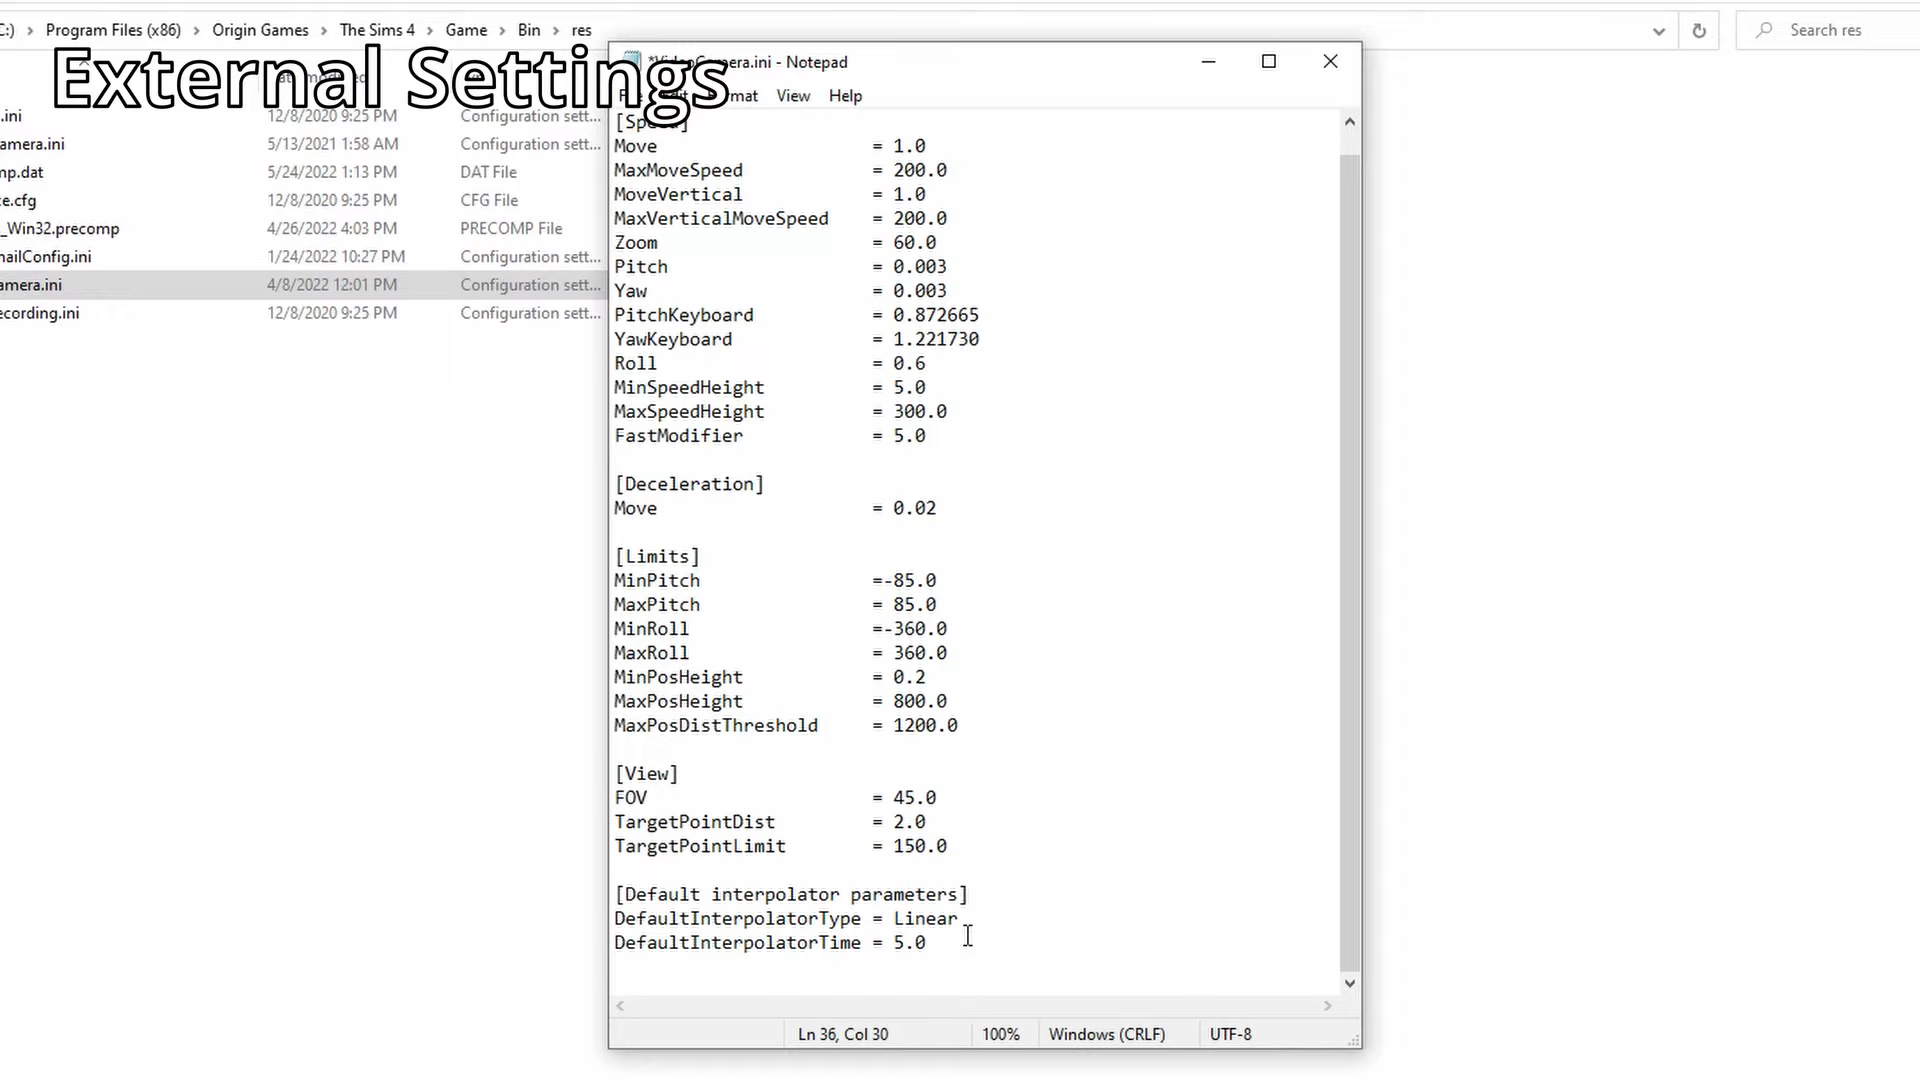 :) > Program Files (x86) > Origin Games > The Sims 4 > Game > Bin > res
Search res
External Settings
*VideoCamera.ini - Notepad
Format View Help
.ini 12/8/2020 9:25 PM Configuration sett...
amera.ini 5/13/2021 1:58 AM Configuration sett...
mp.dat 5/24/2022 1:13 PM DAT File
ce.cfg 12/8/2020 9:25 PM CFG File
_Win32.precomp 4/26/2022 4:03 PM PRECOMP File
nailConfig.ini 1/24/2022 10:27 PM Configuration sett...
amera.ini 4/8/2022 12:01 PM Configuration sett...
ecording.ini 12/8/2020 9:25 PM Configuration sett...
[Speed]
Move = 1.0
MaxMoveSpeed = 200.0
MoveVertical = 1.0
MaxVerticalMoveSpeed = 200.0
Zoom = 60.0
Pitch = 0.003
Yaw = 0.003
PitchKeyboard = 0.872665
YawKeyboard = 1.221730
Roll = 0.6
MinSpeedHeight = 5.0
MaxSpeedHeight = 300.0
FastModifier = 5.0
[Deceleration]
Move = 0.02
[Limits]
MinPitch =-85.0
MaxPitch = 85.0
MinRoll =-360.0
MaxRoll = 360.0
MinPosHeight = 0.2
MaxPosHeight = 800.0
MaxPosDistThreshold = 1200.0
[View]
FOV = 45.0
TargetPointDist = 2.0
TargetPointLimit = 150.0
[Default interpolator parameters]
DefaultInterpolatorType = Linear
DefaultInterpolatorTime = 5.0
Ln 36, Col 30 100% Windows (CRLF) UTF-8